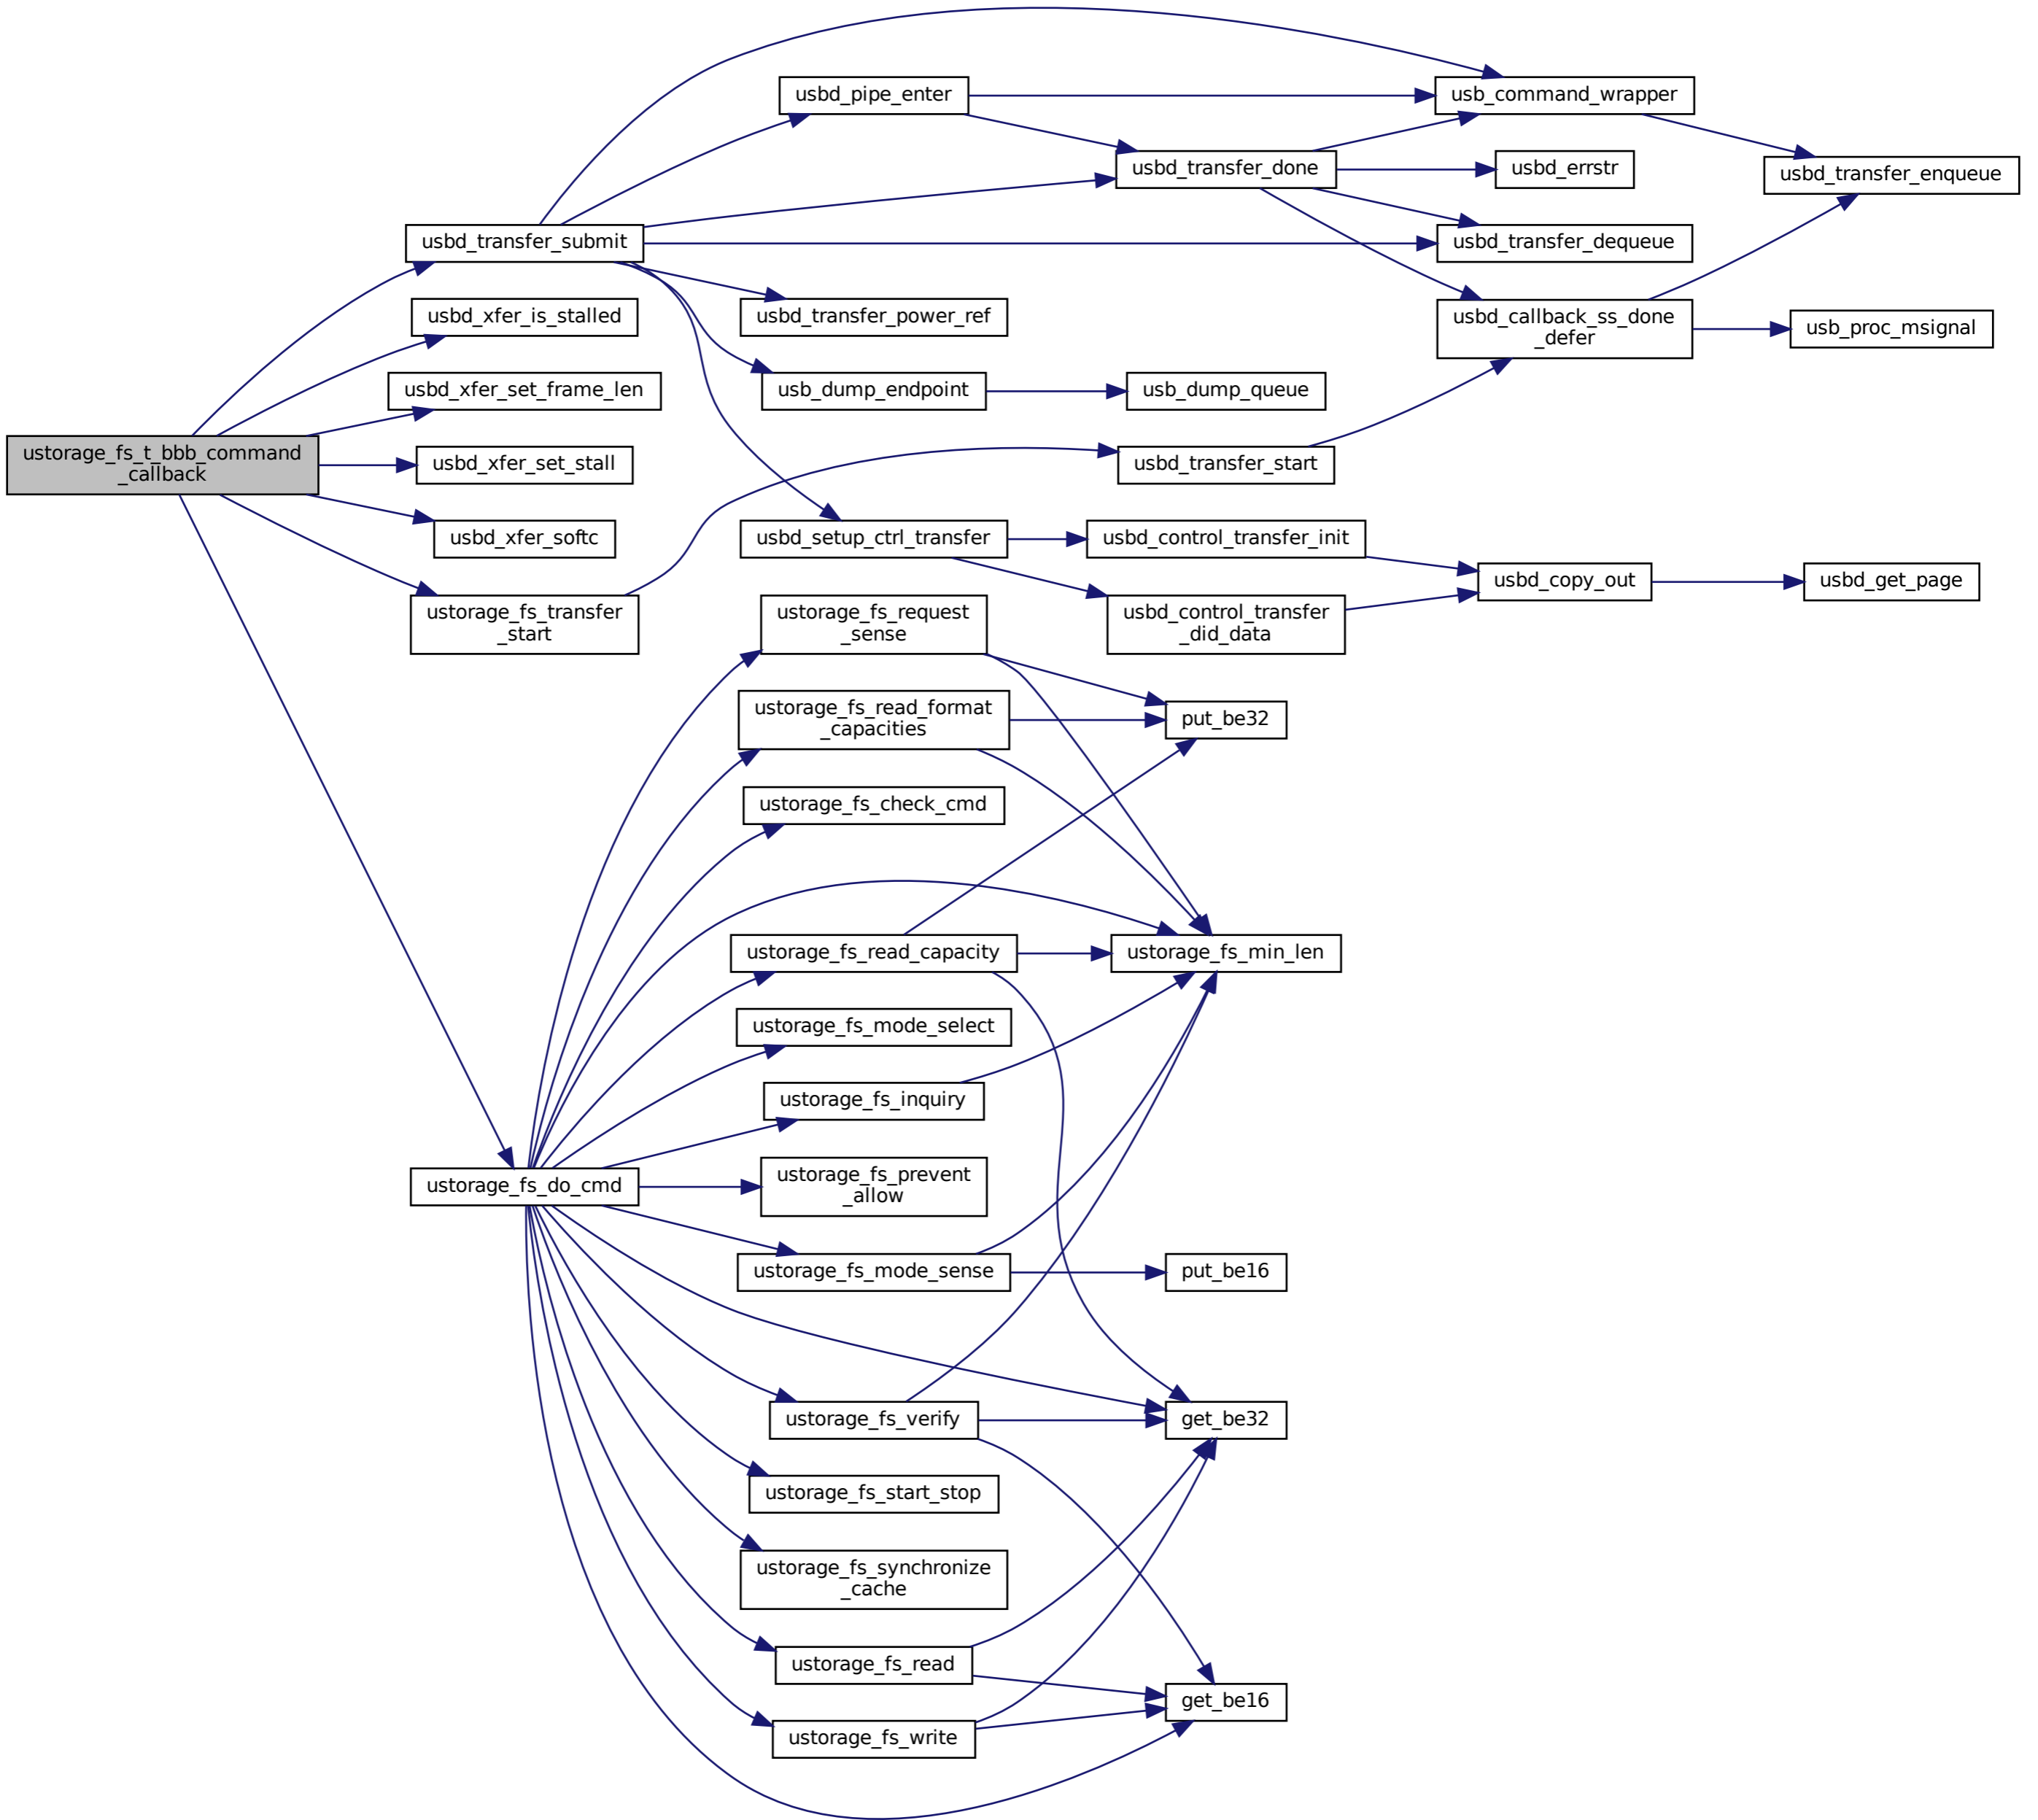 ustorage_fs_t_bbb_command
_callback
usbd_transfer_submit
usbd_xfer_is_stalled
usbd_xfer_set_frame_len
usbd_xfer_set_stall
usbd_xfer_softc
ustorage_fs_transfer
_start
ustorage_fs_do_cmd
usbd_pipe_enter
usbd_transfer_power_ref
usb_dump_endpoint
usbd_setup_ctrl_transfer
ustorage_fs_request
_sense
ustorage_fs_read_format
_capacities
ustorage_fs_check_cmd
ustorage_fs_read_capacity
ustorage_fs_mode_select
ustorage_fs_inquiry
ustorage_fs_prevent
_allow
ustorage_fs_mode_sense
ustorage_fs_verify
ustorage_fs_start_stop
ustorage_fs_synchronize
_cache
ustorage_fs_read
ustorage_fs_write
usbd_transfer_done
usb_dump_queue
usbd_transfer_start
usbd_control_transfer_init
usbd_control_transfer
_did_data
put_be32
ustorage_fs_min_len
put_be16
get_be32
get_be16
usb_command_wrapper
usbd_errstr
usbd_transfer_dequeue
usbd_callback_ss_done
_defer
usbd_copy_out
usbd_transfer_enqueue
usb_proc_msignal
usbd_get_page